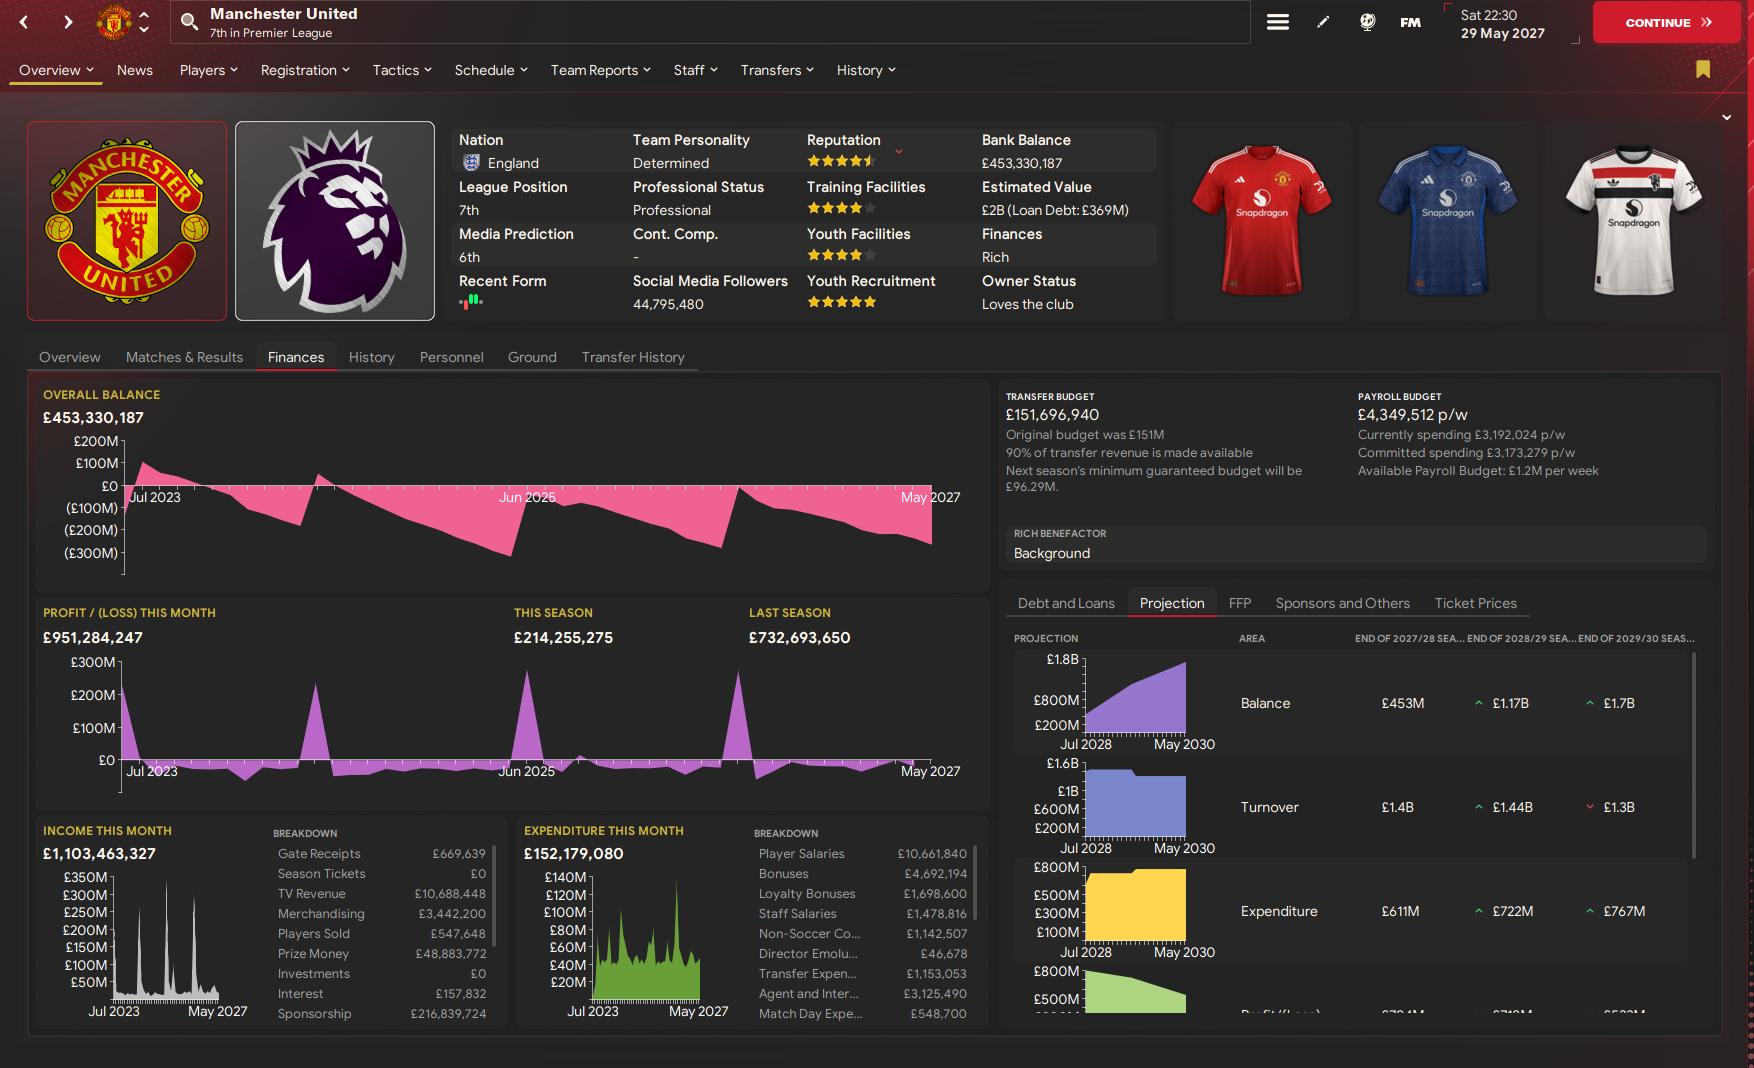 Manchester United
7th in Premier League
FM
Sat 22:30
29 May 2027
CONTINUE
Overview
News
Players
Registration
Tactics
Schedule
Team Reports
Staff
Transfers
History
MANCHESTER
UNITED
Nation
England
League Position
7th
Media Prediction
6th
Recent Form
Team Personality
Determined
Professional Status
Professional
Cont. Comp.
-
Social Media Followers
44,795,480
Reputation
Training Facilities
Youth Facilities
Youth Recruitment
Bank Balance
£453,330,187
Estimated Value
£2B (Loan Debt: £369M)
Finances
Rich
Owner Status
Loves the club
Snapdragon
Snapdragon
Snapdragon
Overview
Matches & Results
Finances
History
Personnel
Ground
Transfer History
OVERALL BALANCE
£453,330,187
£200M
£100M
£0
(£100M)
(£200M)
(£300M)
Jul 2023
Jun 2025
May 2027
PROFIT / (LOSS) THIS MONTH
£951,284,247
THIS SEASON
£214,255,275
LAST SEASON
£732,693,650
£300M
£200M
£100M
£0
Jul 2023
Jun 2025
May 2027
INCOME THIS MONTH
£1,103,463,327
£350M
£300M
£250M
£200M
£150M
£100M
£50M
Jul 2023
May 2027
BREAKDOWN
Gate Receipts £669,639
Season Tickets £0
TV Revenue £10,688,448
Merchandising £3,442,200
Players Sold £547,648
Prize Money £48,883,772
Investments £0
Interest £157,832
Sponsorship £216,839,724
EXPENDITURE THIS MONTH
£152,179,080
£140M
£120M
£100M
£80M
£60M
£40M
£20M
Jul 2023
May 2027
BREAKDOWN
Player Salaries £10,661,840
Bonuses £4,692,194
Loyalty Bonuses £1,698,600
Staff Salaries £1,478,816
Non-Soccer Co... £1,142,507
Director Emolu... £46,678
Transfer Expen... £1,153,053
Agent and Inter... £3,125,490
Match Day Expe... £548,700
TRANSFER BUDGET
£151,696,940
Original budget was £151M
90% of transfer revenue is made available
Next season's minimum guaranteed budget will be
£96.29M.
PAYROLL BUDGET
£4,349,512 p/w
Currently spending £3,192,024 p/w
Committed spending £3,173,279 p/w
Available Payroll Budget: £1.2M per week
RICH BENEFACTOR
Background
Debt and Loans
Projection
FFP
Sponsors and Others
Ticket Prices
PROJECTION
AREA
END OF 2027/28 SEA...
END OF 2028/29 SEA...
END OF 2029/30 SEAS...
£1.8B
£800M
£200M
Jul 2028
May 2030
Balance £453M £1.17B £1.7B
£1.6B
£1B
£600M
£200M
Jul 2028
May 2030
Turnover £1.4B £1.44B £1.3B
£800M
£500M
£300M
£100M
Jul 2028
May 2030
Expenditure £611M £722M £767M
£800M
£500M